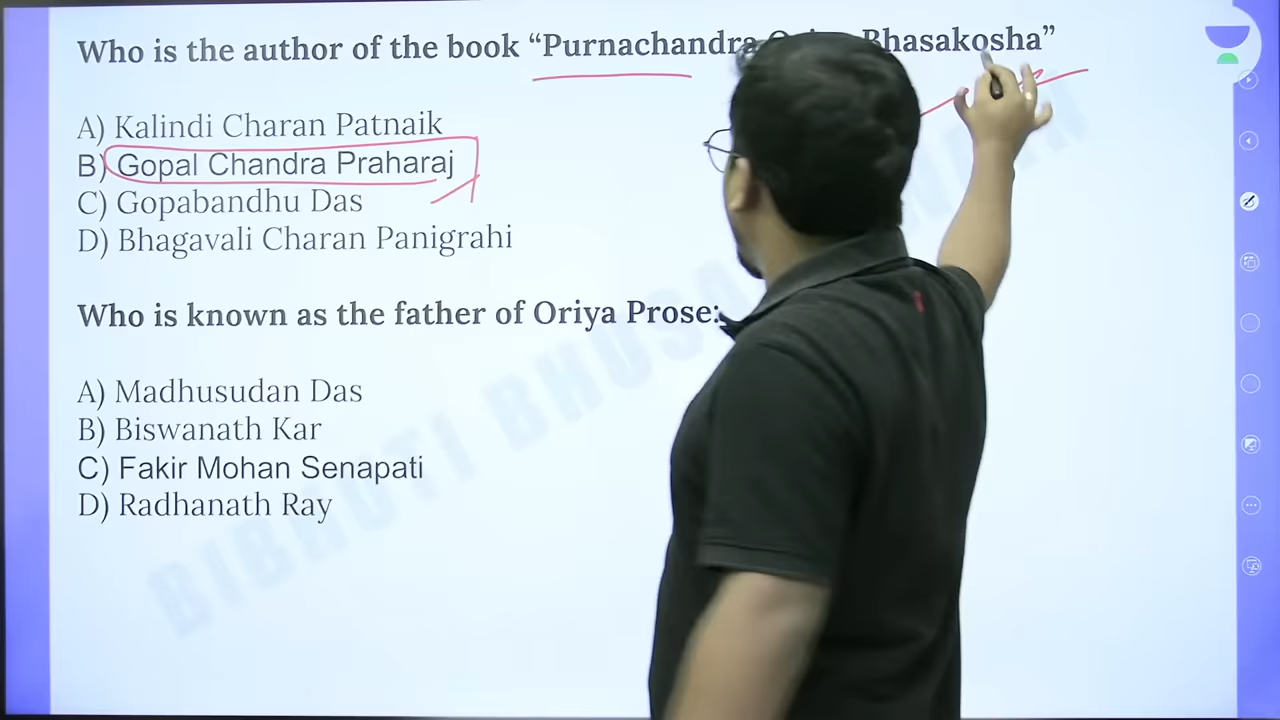 Who is the author of the book “Purnachandra Bhasakosha”
A) Kalindi Charan Patnaik
B) Gopal Chandra Praharaj
C) Gopabandhu Das
D) Bhagavali Charan Panigrahi
Who is known as the father of Oriya Prose:
A) Madhusudan Das
B) Biswanath Kar
C) Fakir Mohan Senapati
D) Radhanath Ray
BIBHUTI BHUSA